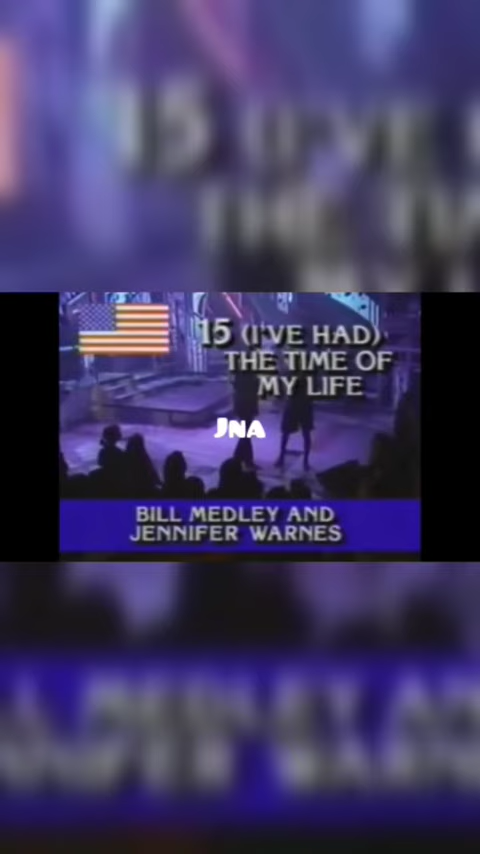 15 (I'VE HAD)
THE TIME OF
MY LIFE
JNA
BILL MEDLEY AND
JENNIFER WARNES